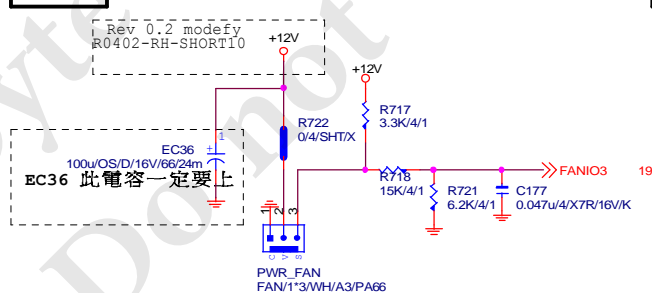 Rev 0.2 modefy
R0402-RH-SHORT10
+12V
+12V
R717
3.3K/4/1
R722
0/4/SHT/X
1
+
EC36
100u/OS/D/16V/66/24m
EC36 此電容一定要上
R718
15K/4/1
FANIO3 19
R721
6.2K/4/1
C177
0.047u/4/X7R/16V/K
1
2
3
C
V
S
PWR_FAN
FAN/1*3/WH/A3/PA66
yte
Do not